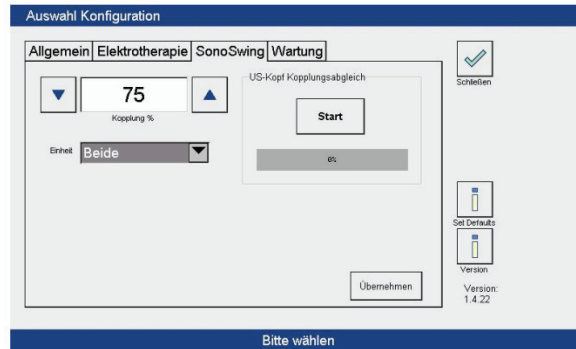 Auswahl Konfiguration
Allgemein Elektrotherapie SonoSwing Wartung
75
Kopplung %
Einheit Beide
US-Kopf Kopplungsabgleich
Start
0%
Übernehmen
Schließen
Set Defaults
Version
Version:
1.4.22
Bitte wählen